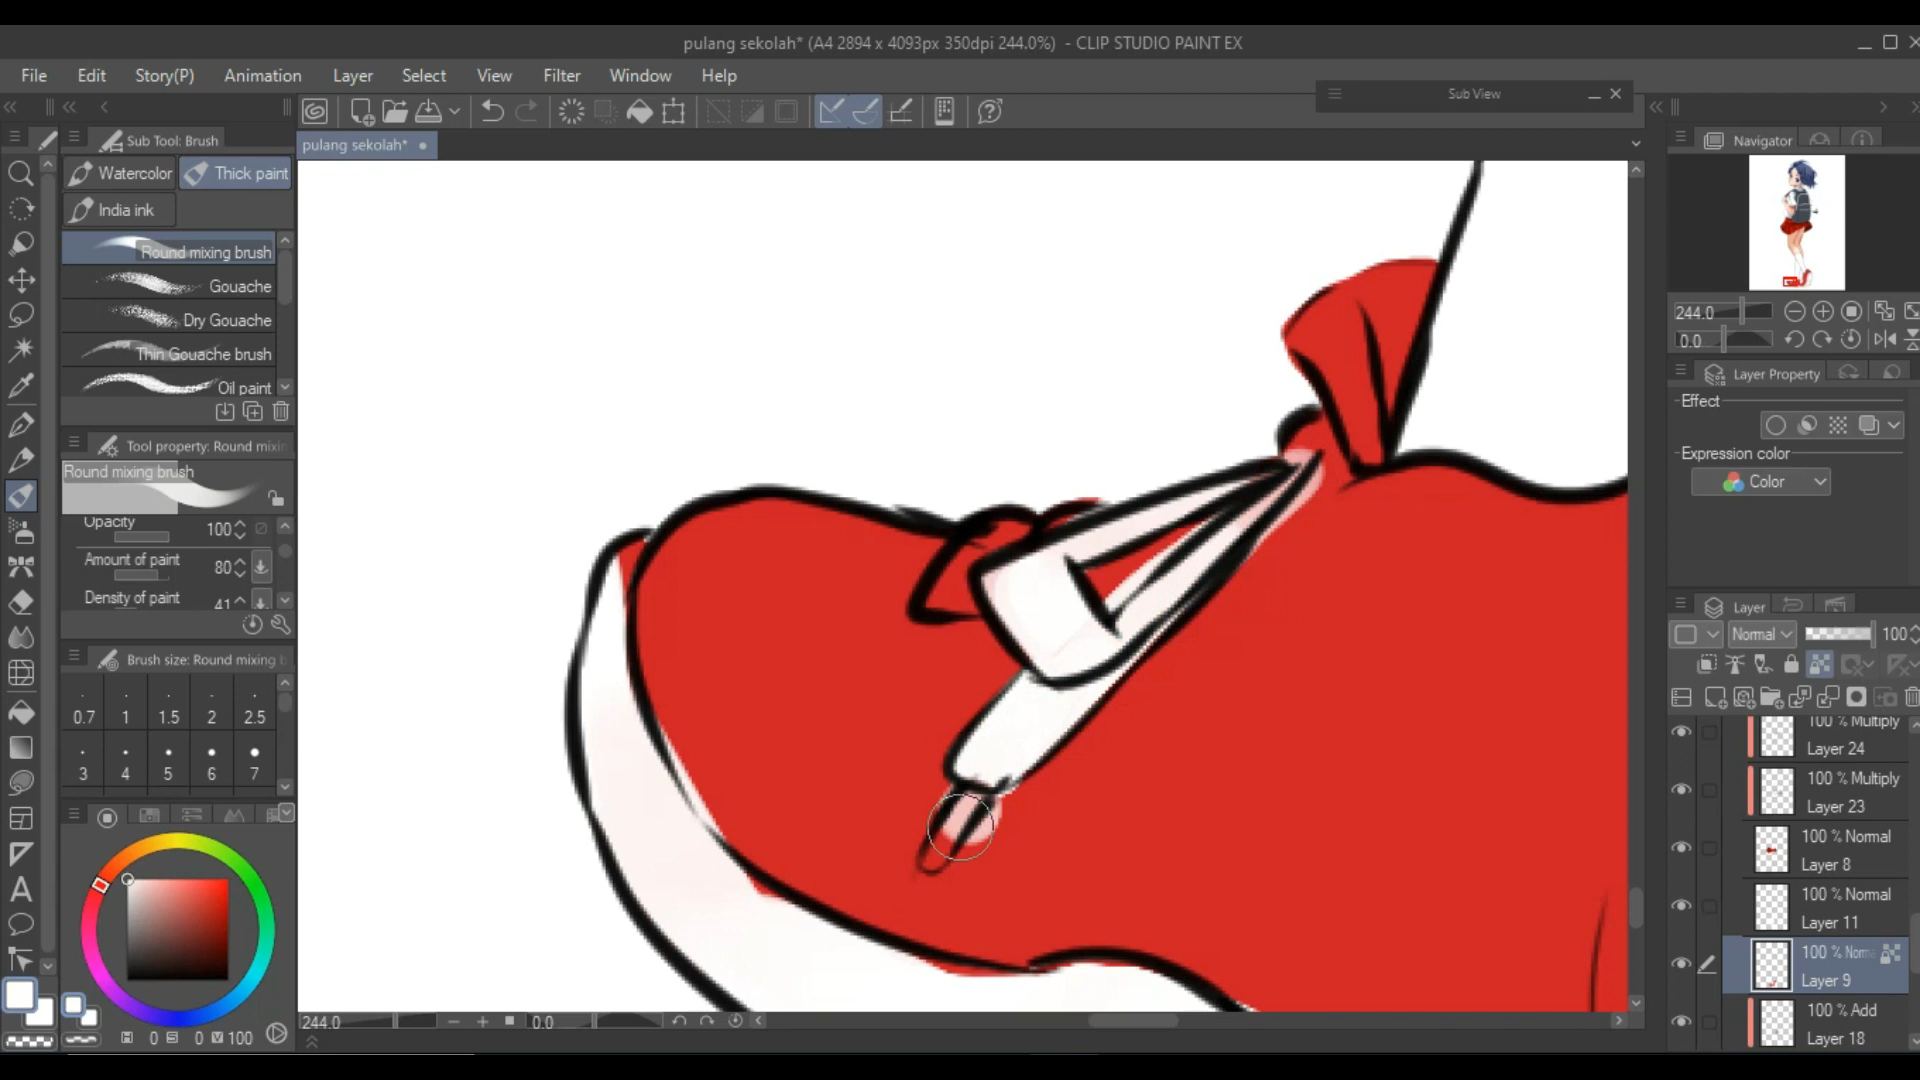 pulang sekolah* (A4 2894 x 4093px 350dpi 244.0%) - CLIP STUDIO PAINT EX
File Edit Story(P) Animation Layer Select View Filter Window Help
Sub View
Sub Tool: Brush
pulang sekolah*
Navigator
Watercolor Thick paint
India ink
Round mixing brush
Gouache
Dry Gouache
Thin Gouache brush
Oil paint
244.0
0.0
Layer Property
Effect
Expression color
Color
Tool property: Round mixin
Round mixing brush
Opacity 100
Amount of paint 80
Density of paint 41
Layer
Normal 100
Brush size: Round mixing b
0.7 1 1.5 2 2.5
3 4 5 6 7
100 % Multiply
Layer 24
100 % Multiply
Layer 23
100 % Normal
Layer 8
100 % Normal
Layer 11
100 % Norm
Layer 9
100 % Add
Layer 18
A
H 0 S 0 V 100
244.0 0.0